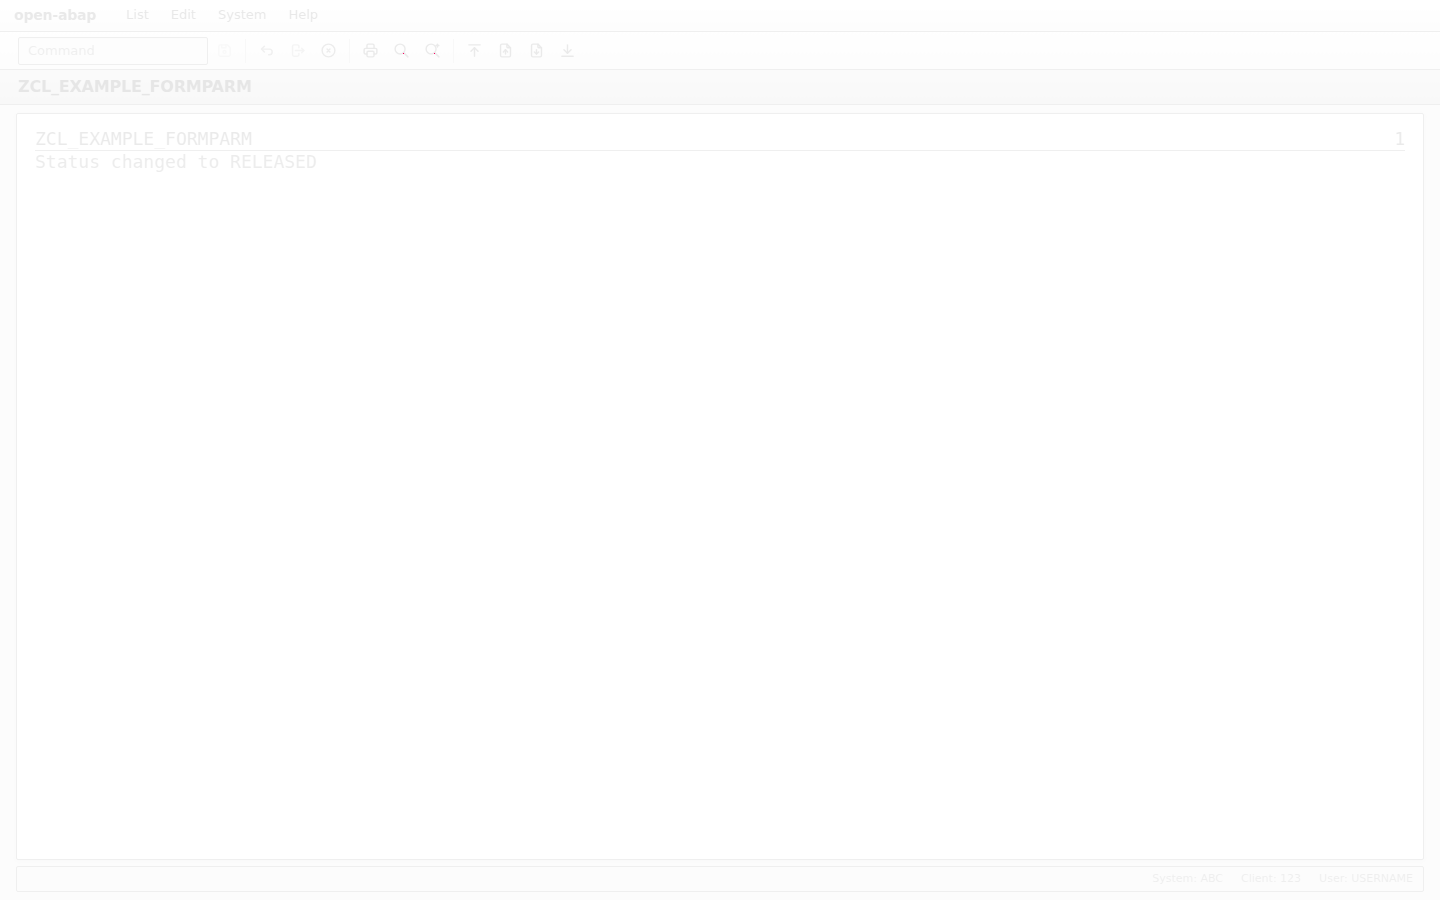 open-abap List Edit System Help
Command
ZCL_EXAMPLE_FORMPARM
ZCL_EXAMPLE_FORMPARM 1
Status changed to RELEASED
System: ABC Client: 123 User: USERNAME